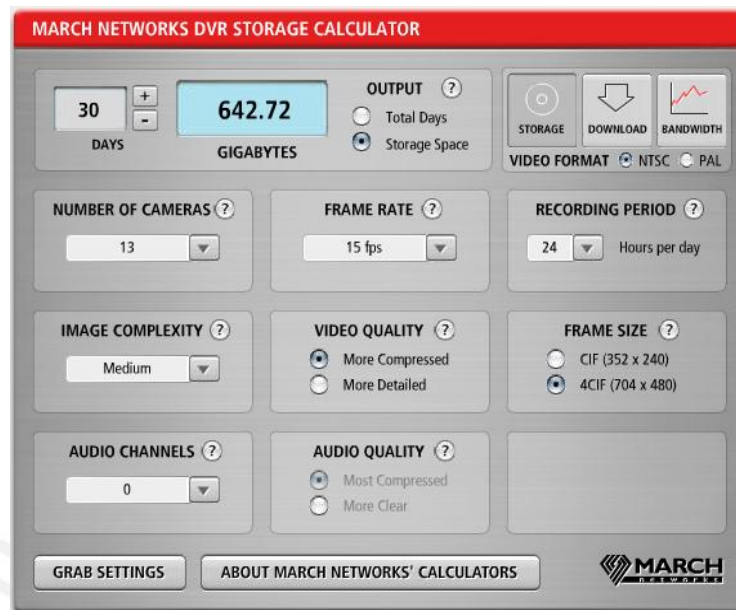 MARCH NETWORKS DVR STORAGE CALCULATOR
30
+
-
DAYS
642.72
GIGABYTES
OUTPUT ?
Total Days
Storage Space
STORAGE
DOWNLOAD
BANDWIDTH
VIDEO FORMAT NTSC PAL
NUMBER OF CAMERAS ?
13
FRAME RATE ?
15 fps
RECORDING PERIOD ?
24 Hours per day
IMAGE COMPLEXITY ?
Medium
VIDEO QUALITY ?
More Compressed
More Detailed
FRAME SIZE ?
CIF (352 x 240)
4CIF (704 x 480)
AUDIO CHANNELS ?
0
AUDIO QUALITY ?
Most Compressed
More Clear
GRAB SETTINGS
ABOUT MARCH NETWORKS' CALCULATORS
MARCH
networks